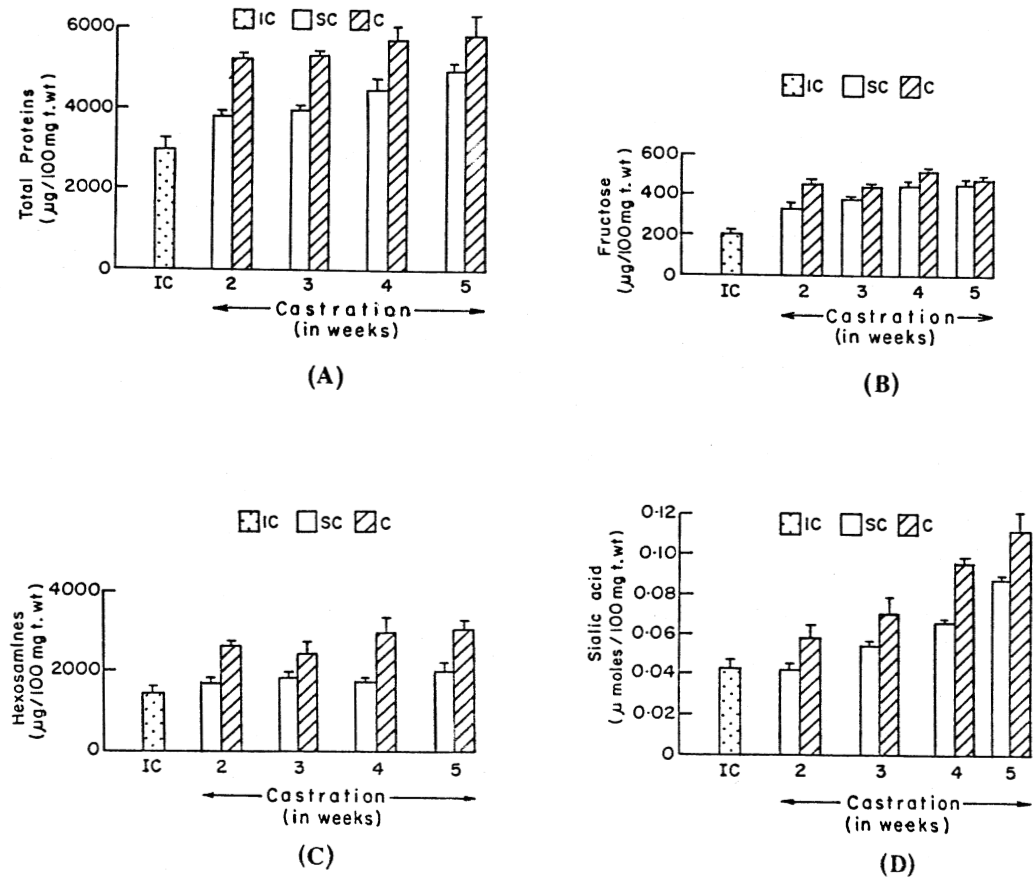 IC SC C
6000
4000
2000
0
Total Proteins
(µg/100mg t.wt)
IC 2 3 4 5
Castration
(in weeks)
(A)
IC SC C
600
400
200
0
Fructose
(µg/100mg t.wt)
IC 2 3 4 5
Castration
(in weeks)
(B)
IC SC C
4000
2000
0
Hexosamines
(µg/100 mg t.wt)
IC 2 3 4 5
Castration
(in weeks)
(C)
IC SC C
0·12
0·10
0·08
0·06
0·04
0·02
0
Sialic acid
(µ moles/100 mg t.wt)
IC 2 3 4 5
Castration
(in weeks)
(D)